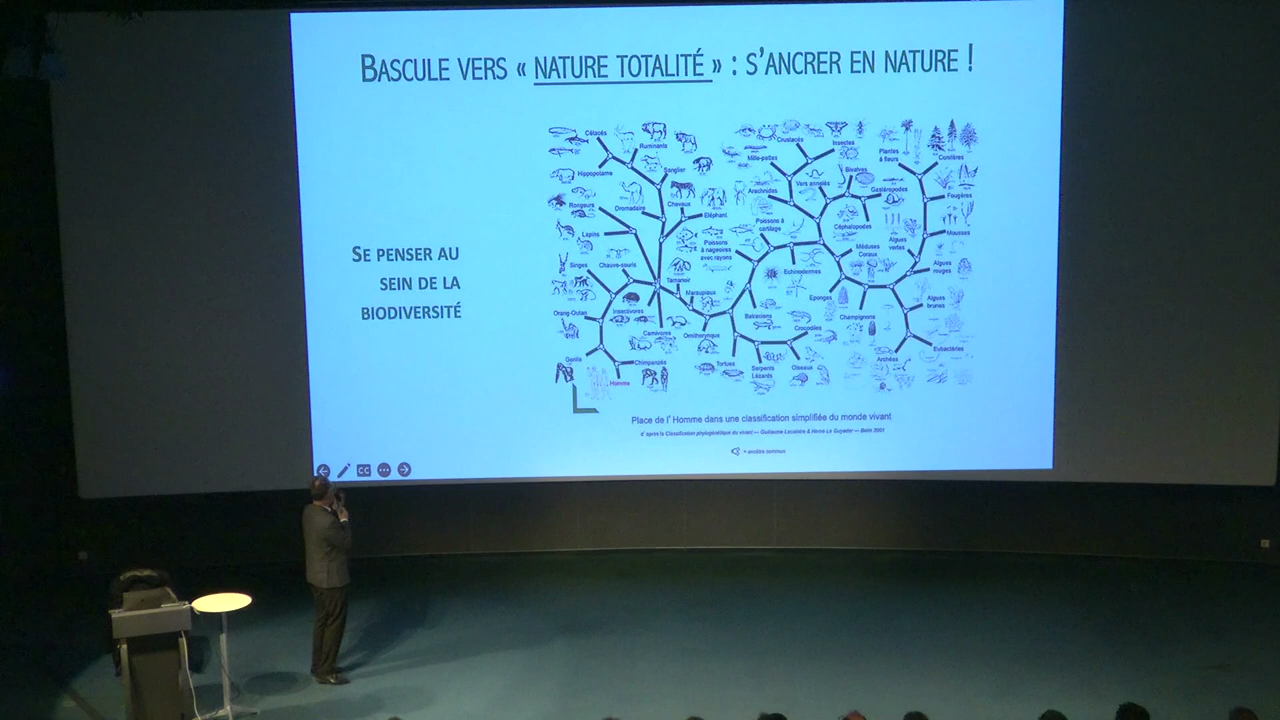 BASCULE VERS « NATURE TOTALITÉ » : S'ANCRER EN NATURE !
SE PENSER AU
SEIN DE LA
BIODIVERSITÉ
Cétacés
Ruminants
Hippopotame
Sanglier
Rongeurs
Dromadaire
Chevaux
Eléphant
Lapins
Singes
Chauve-souris
Tamanoir
Marsupiaux
Orang-Outan
Insectivores
Carnivores
Ornithorynque
Gorille
Chimpanzés
Homme
Crustacés
Insectes
Mille-pattes
Arachnides
Vers annelés
Bivalves
Gastéropodes
Céphalopodes
Poissons à
cartilage
Poissons
à nageoires
avec rayons
Echinodermes
Méduses
Coraux
Eponges
Champignons
Batraciens
Crocodiles
Tortues
Serpents
Lézards
Oiseaux
Plantes
à fleurs
Conifères
Fougères
Mousses
Algues
vertes
Algues
rouges
Algues
brunes
Eubactéries
Archées
Place de l'Homme dans une classification simplifiée du monde vivant
d'après la Classification phylogénétique du vivant — Guillaume Lecointre & Hervé Le Guyader — Belin 2001
= ancêtre commun
CC